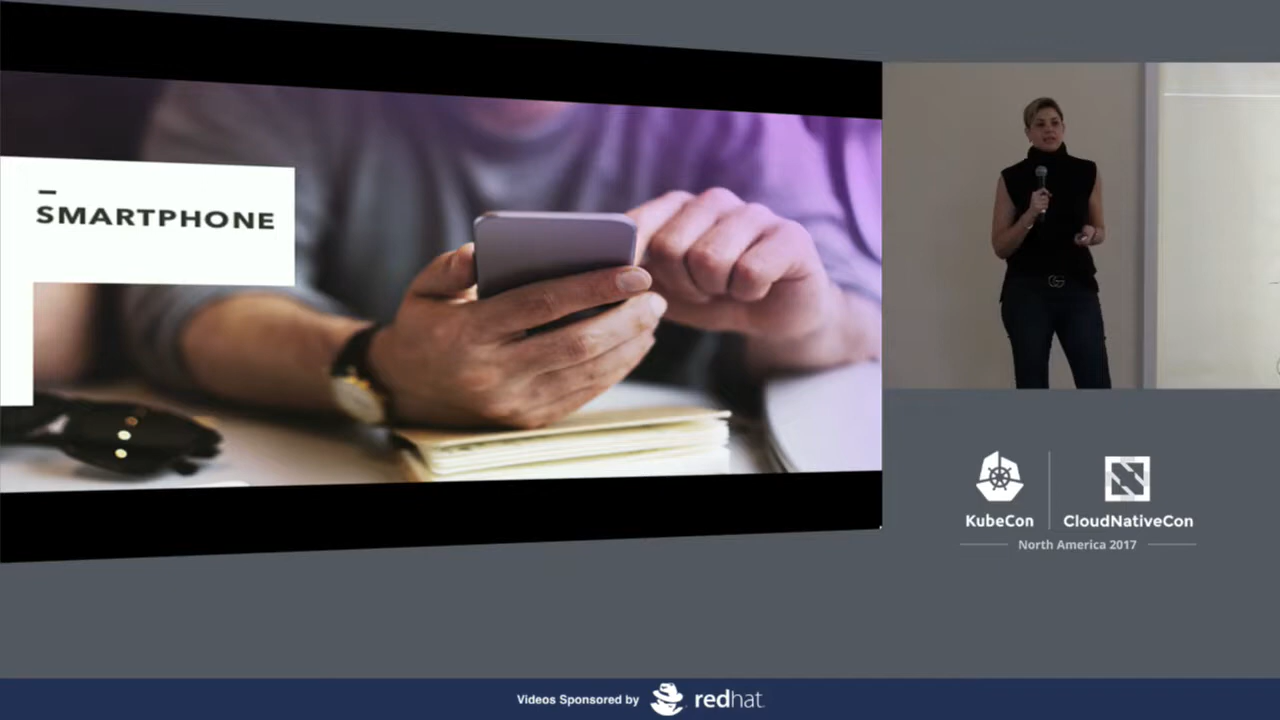 SMARTPHONE
KubeCon
CloudNativeCon
North America 2017
Videos Sponsored by redhat.